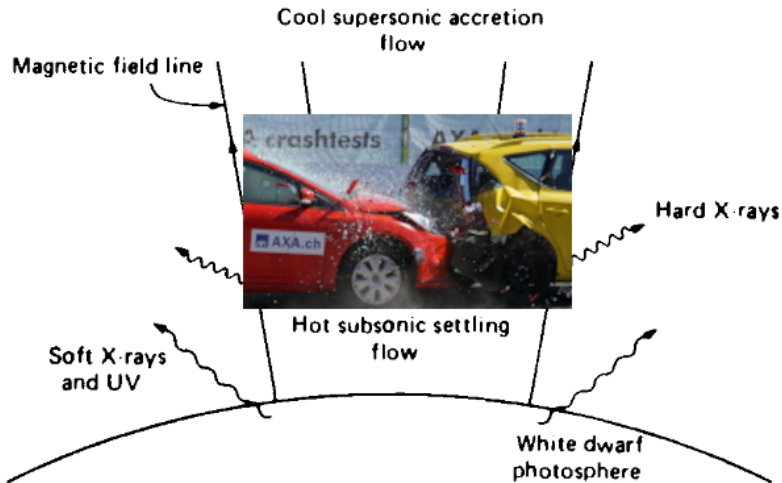 Cool supersonic accretion
flow
Magnetic field line
crashtests
AXA
AXA.ch
Hard X-rays
Hot subsonic settling
flow
Soft X-rays
and UV
White dwarf
photosphere